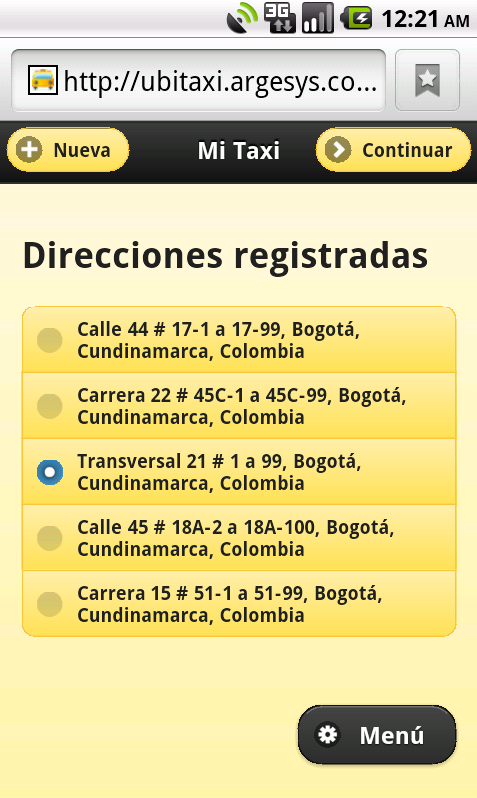 3G
12:21 AM
http://ubitaxi.argesys.co...
Nueva
Mi Taxi
Continuar
Direcciones registradas
Calle 44 # 17-1 a 17-99, Bogotá,
Cundinamarca, Colombia
Carrera 22 # 45C-1 a 45C-99, Bogotá,
Cundinamarca, Colombia
Transversal 21 # 1 a 99, Bogotá,
Cundinamarca, Colombia
Calle 45 # 18A-2 a 18A-100, Bogotá,
Cundinamarca, Colombia
Carrera 15 # 51-1 a 51-99, Bogotá,
Cundinamarca, Colombia
Menú